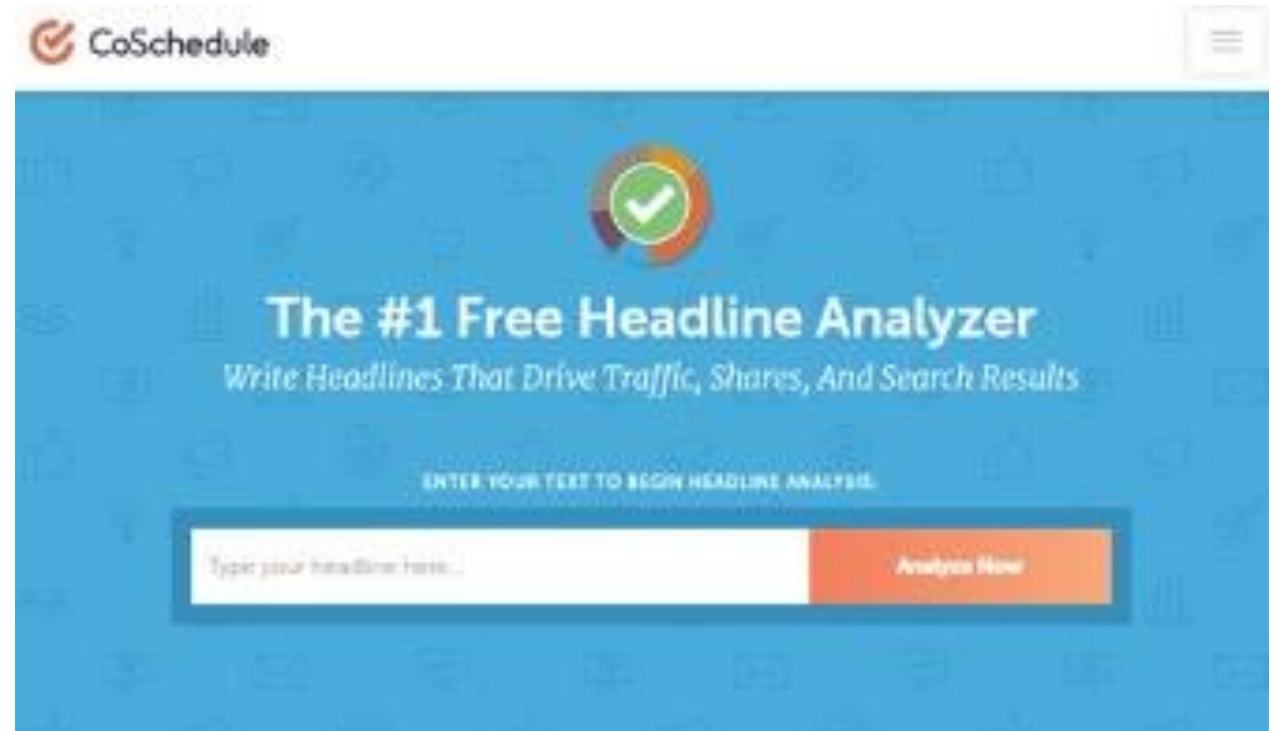 CoSchedule
The #1 Free Headline Analyzer
Write Headlines That Drive Traffic, Shares, And Search Results
ENTER YOUR TEXT TO BEGIN HEADLINE ANALYSIS:
Type your headline here...
Analyze Now